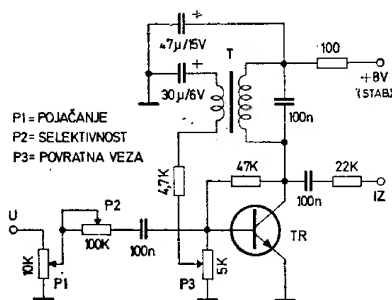 47µ/15V
30µ/6V
T
100
+8V
(STAB)
100n
P1= POJAČANJE
P2= SELEKTIVNOST
P3= POVRATNA VEZA
4,7K
47K
22K
100n
IZ
U
P2
100K
100n
TR
10K
P1
P3
5K